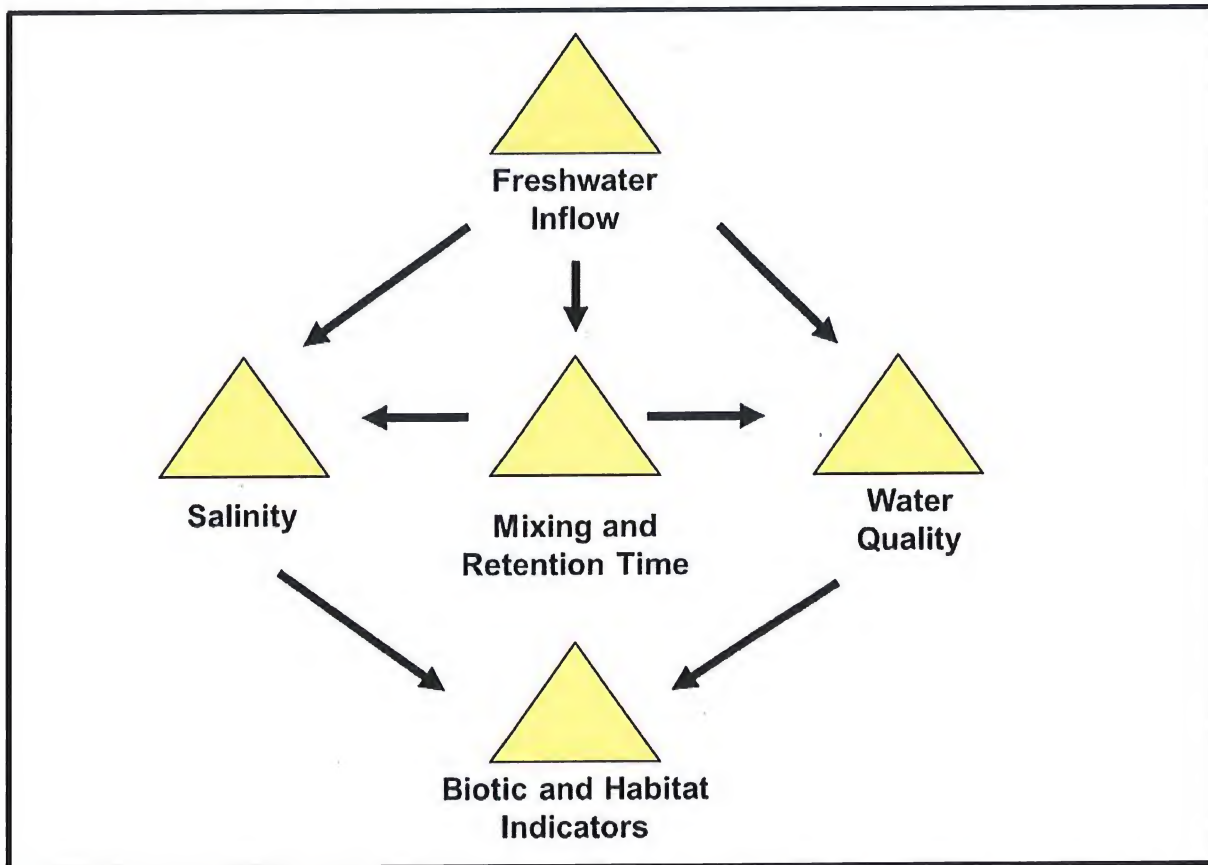 Freshwater
Inflow
Salinity
Mixing and
Retention Time
Water
Quality
Biotic and Habitat
Indicators